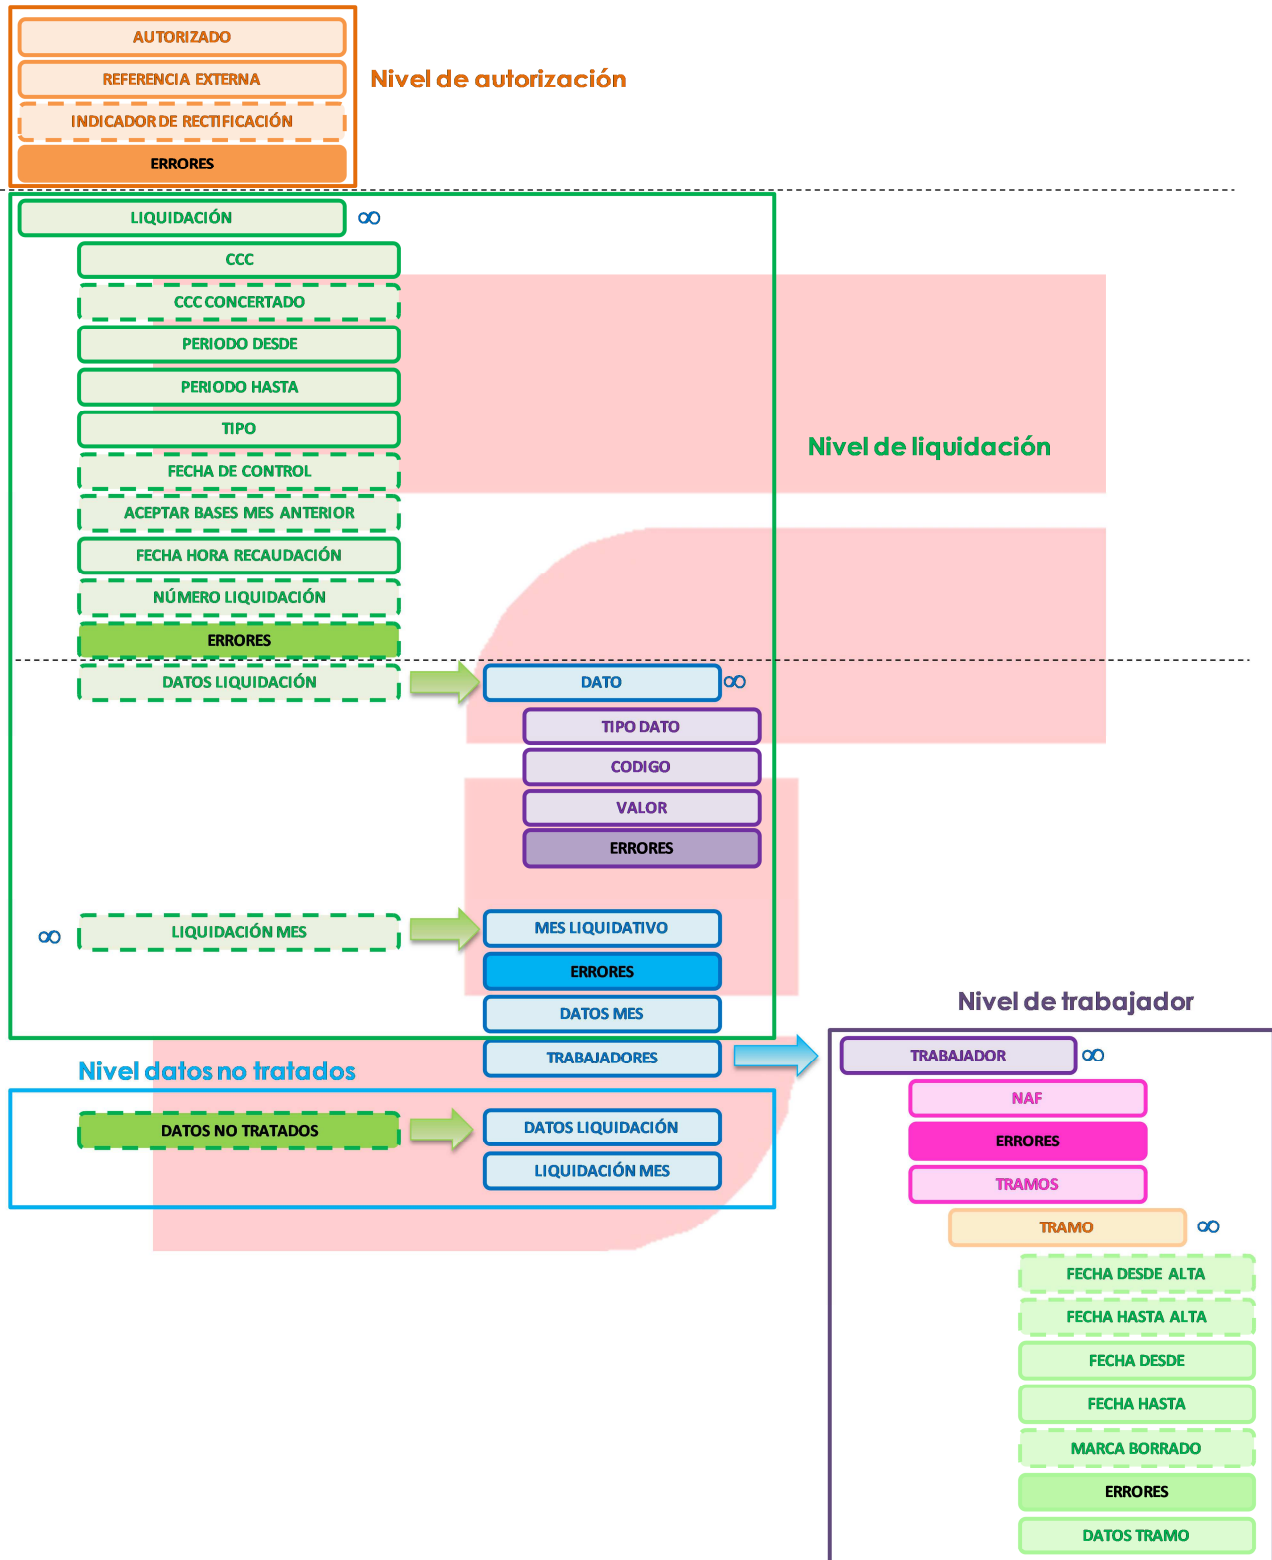 AUTORIZADO
REFERENCIA EXTERNA
Nivel de autorización
INDICADOR DE RECTIFICACIÓN
ERRORES
LIQUIDACIÓN ∞
CCC
CCC CONCERTADO
PERIODO DESDE
PERIODO HASTA
TIPO
Nivel de liquidación
FECHA DE CONTROL
ACEPTAR BASES MES ANTERIOR
FECHA HORA RECAUDACIÓN
NÚMERO LIQUIDACIÓN
ERRORES
DATOS LIQUIDACIÓN
DATO ∞
TIPO DATO
CODIGO
VALOR
ERRORES
∞ LIQUIDACIÓN MES
MES LIQUIDATIVO
ERRORES
DATOS MES
TRABAJADORES
Nivel de trabajador
TRABAJADOR ∞
NAF
ERRORES
TRAMOS
TRAMO ∞
FECHA DESDE ALTA
FECHA HASTA ALTA
FECHA DESDE
FECHA HASTA
MARCA BORRADO
ERRORES
DATOS TRAMO
Nivel datos no tratados
DATOS NO TRATADOS
DATOS LIQUIDACIÓN
LIQUIDACIÓN MES